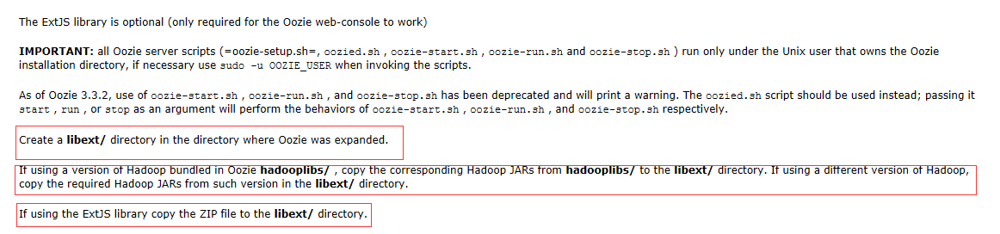 The ExtJS library is optional (only required for the Oozie web-console to work)
IMPORTANT: all Oozie server scripts (=oozie-setup.sh=, oozied.sh , oozie-start.sh , oozie-run.sh and oozie-stop.sh ) run only under the Unix user that owns the Oozie
installation directory, if necessary use sudo -u OOZIE_USER when invoking the scripts.
As of Oozie 3.3.2, use of oozie-start.sh , oozie-run.sh , and oozie-stop.sh has been deprecated and will print a warning. The oozied.sh script should be used instead; passing it
start , run , or stop as an argument will perform the behaviors of oozie-start.sh , oozie-run.sh , and oozie-stop.sh respectively.
Create a libext/ directory in the directory where Oozie was expanded.
If using a version of Hadoop bundled in Oozie hadooplibs/ , copy the corresponding Hadoop JARs from hadooplibs/ to the libext/ directory. If using a different version of Hadoop,
copy the required Hadoop JARs from such version in the libext/ directory.
If using the ExtJS library copy the ZIP file to the libext/ directory.